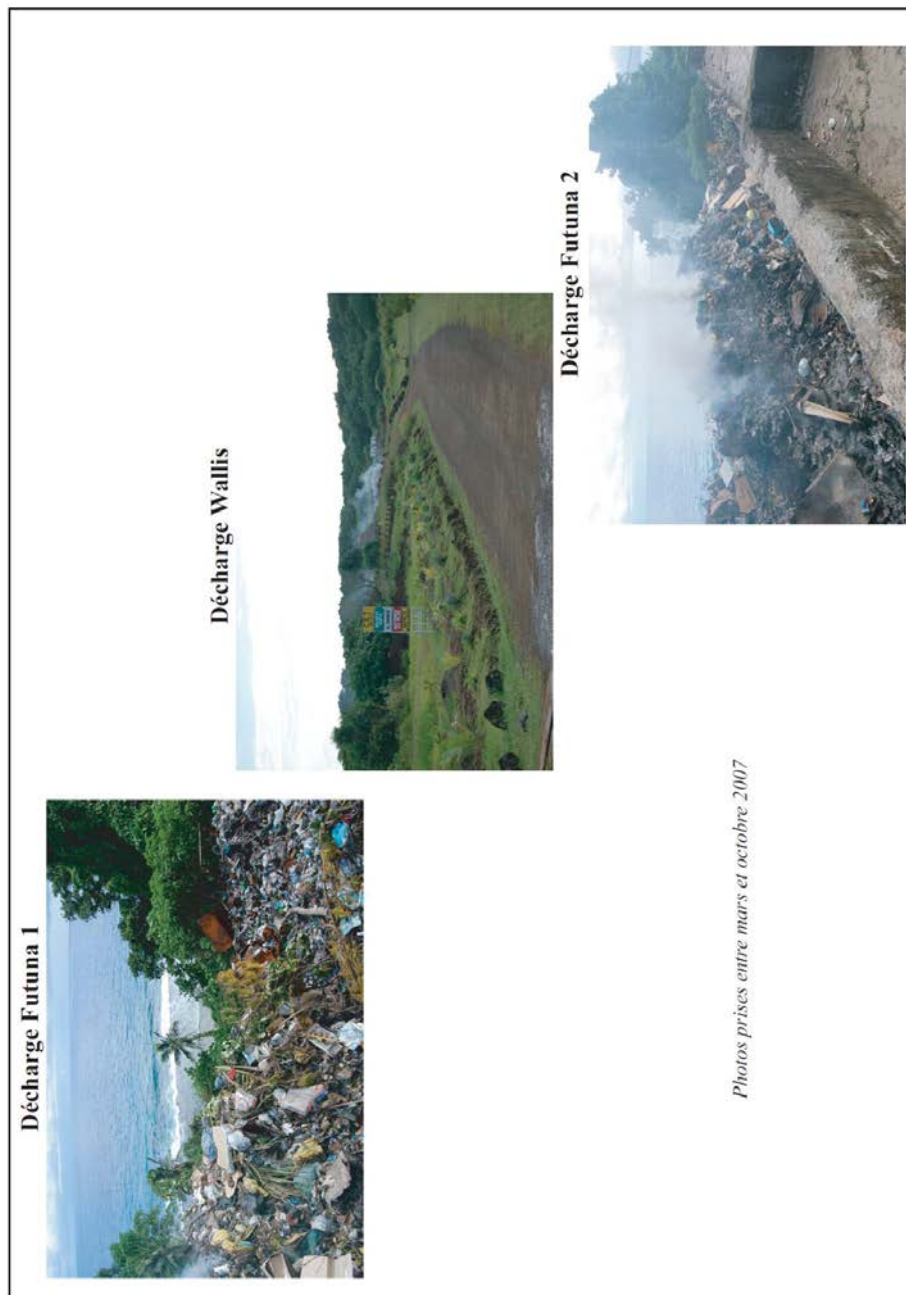 Décharge Futuna 1
Décharge Wallis
Décharge Futuna 2
Photos prises entre mars et octobre 2007